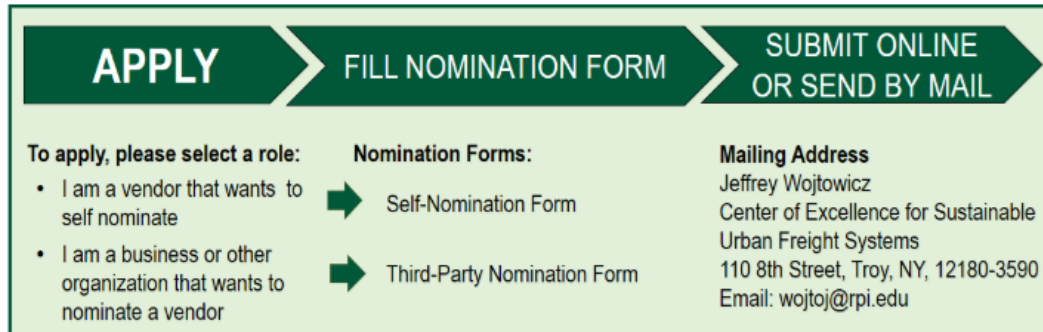 APPLY
FILL NOMINATION FORM
SUBMIT ONLINE
OR SEND BY MAIL
To apply, please select a role:
• I am a vendor that wants to
self nominate
• I am a business or other
organization that wants to
nominate a vendor
Nomination Forms:
Self-Nomination Form
Third-Party Nomination Form
Mailing Address
Jeffrey Wojtowicz
Center of Excellence for Sustainable
Urban Freight Systems
110 8th Street, Troy, NY, 12180-3590
Email: wojtoj@rpi.edu